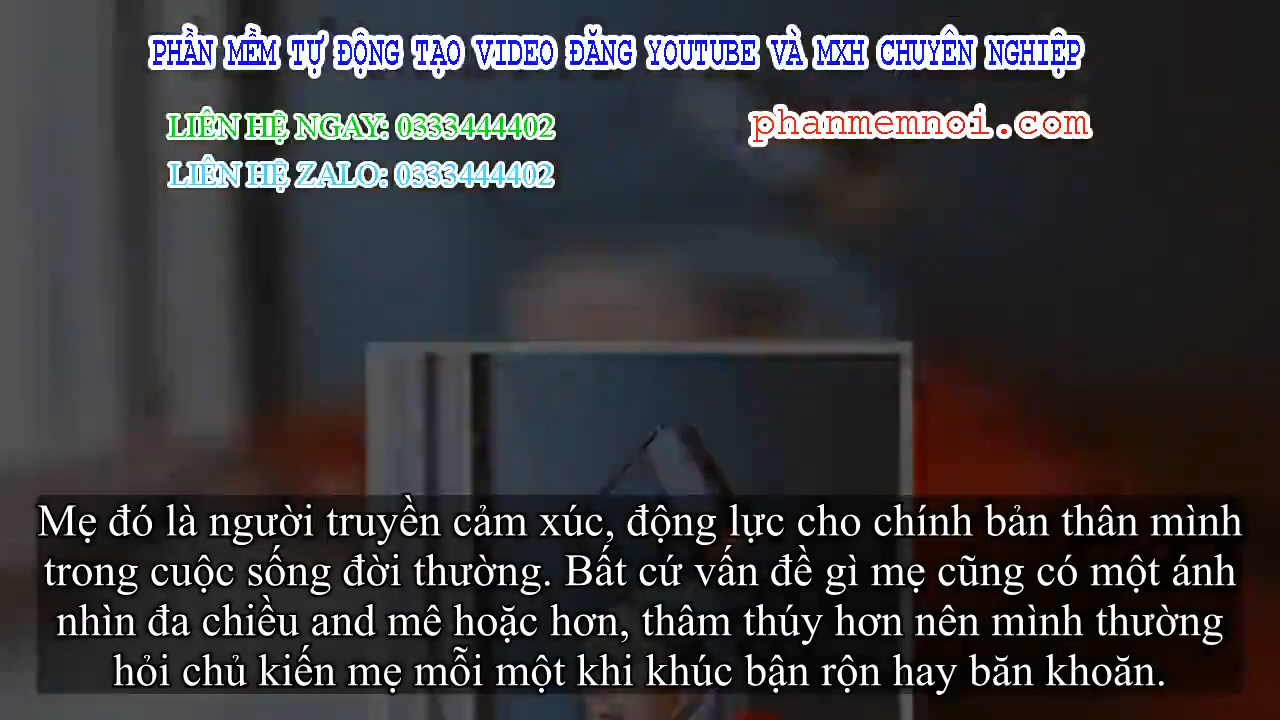 PHẦN MỀM TỰ ĐỘNG TẠO VIDEO ĐĂNG YOUTUBE VÀ MXH CHUYÊN NGHIỆP
LIÊN HỆ NGAY: 0333444402
phanmemnoi.com
LIÊN HỆ ZALO: 0333444402
Mẹ đó là người truyền cảm xúc, động lực cho chính bản thân mình
trong cuộc sống đời thường. Bất cứ vấn đề gì mẹ cũng có một ánh
nhìn đa chiều and mê hoặc hơn, thâm thúy hơn nên mình thường
hỏi chủ kiến mẹ mỗi một khi khúc bận rộn hay băn khoăn.